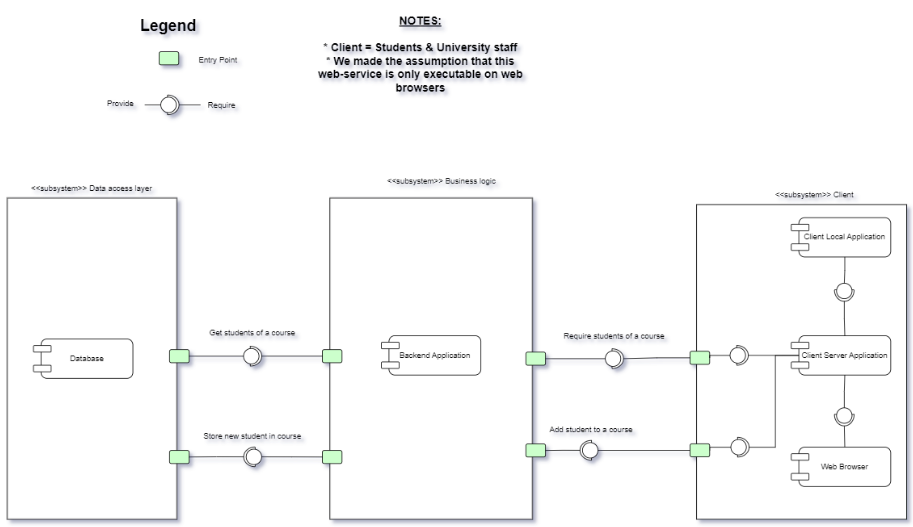 Legend
Entry Point
Provide
Require
NOTES:
* Client = Students & University staff
* We made the assumption that this
web-service is only executable on web
browsers
<<subsystem>> Data access layer
<<subsystem>> Business logic
<<subsystem>> Client
Client Local Application
Get students of a course
Require students of a course
Database
Backend Application
Client Server Application
Store new student in course
Add student to a course
Web Browser